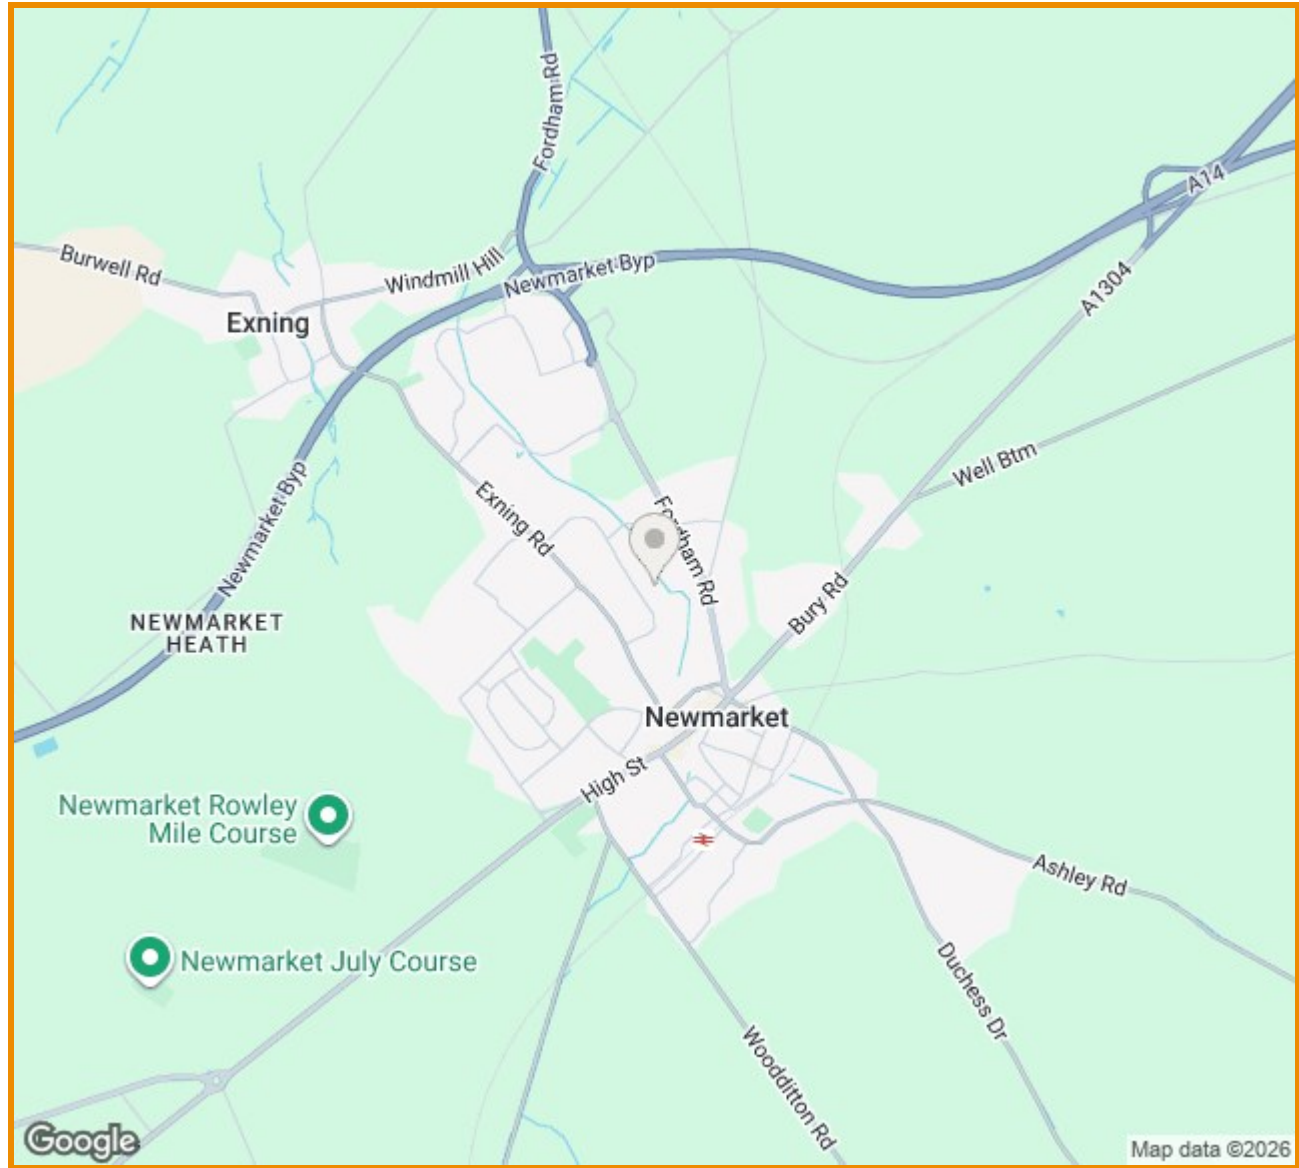 Fordham Rd
A14
Burwell Rd
Windmill Hill
Newmarket Byp
A1304
Exning
Well Btm
Newmarket Byp
Exning Rd
Fordham Rd
Bury Rd
NEWMARKET
HEATH
Newmarket
High St
Newmarket Rowley
Mile Course
Ashley Rd
Newmarket July Course
Duchess Dr
Woodditton Rd
Google
Map data ©2026